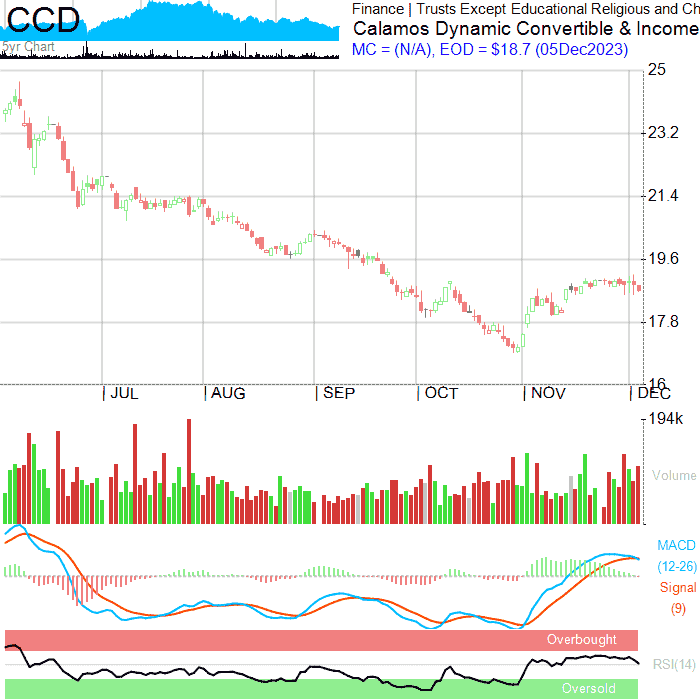 CCD
5yr Chart
Finance | Trusts Except Educational Religious and Ch
Calamos Dynamic Convertible & Income
MC = (N/A), EOD = $18.7 (05Dec2023)
25
23.2
21.4
19.6
17.8
16
JUL AUG SEP OCT NOV DEC
194k
Volume
MACD
(12-26)
Signal
(9)
Overbought
RSI(14)
Oversold